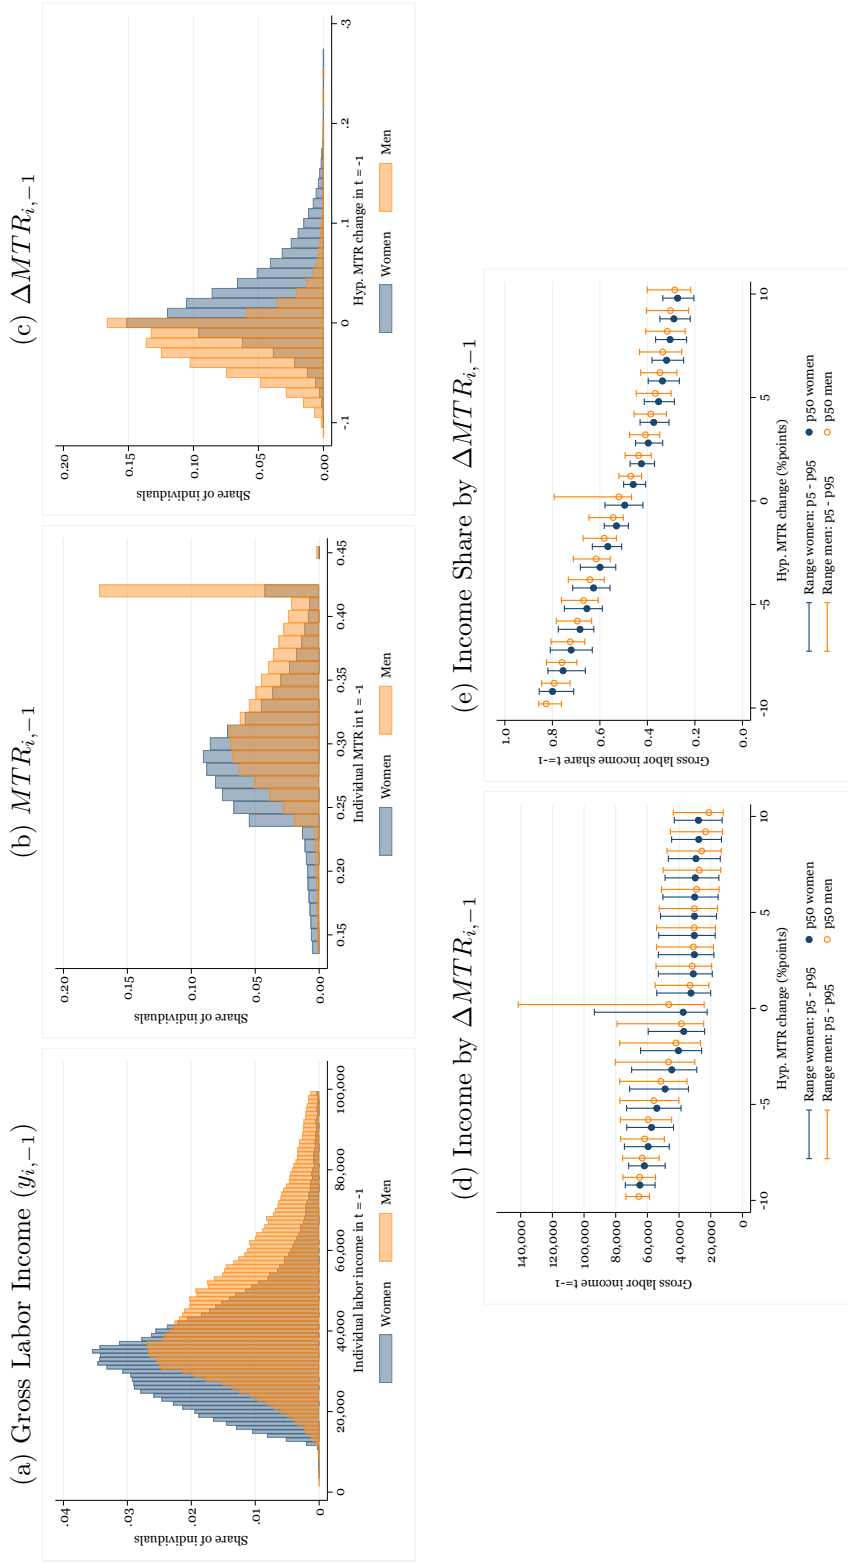 (a) Gross Labor Income (y_{i,−1})
Share of individuals
.04
.03
.02
.01
0
0 20,000 40,000 60,000 80,000 100,000
Individual labor income in t = -1
Women Men
(b) MTR_{i,−1}
Share of individuals
0.20
0.15
0.10
0.05
0.00
0.15 0.20 0.25 0.30 0.35 0.40 0.45
Individual MTR in t = -1
Women Men
(c) ΔMTR_{i,−1}
Share of individuals
0.20
0.15
0.10
0.05
0.00
-.1 0 .1 .2 .3
Hyp. MTR change in t = -1
Women Men
(d) Income by ΔMTR_{i,−1}
Gross labor income t=-1
140,000
120,000
100,000
80,000
60,000
40,000
20,000
0
-10 -5 0 5 10
Hyp. MTR change (%points)
Range women: p5 - p95 p50 women
Range men: p5 - p95 p50 men
(e) Income Share by ΔMTR_{i,−1}
Gross labor income share t=-1
1.0
0.8
0.6
0.4
0.2
0.0
-10 -5 0 5 10
Hyp. MTR change (%points)
Range women: p5 - p95 p50 women
Range men: p5 - p95 p50 men